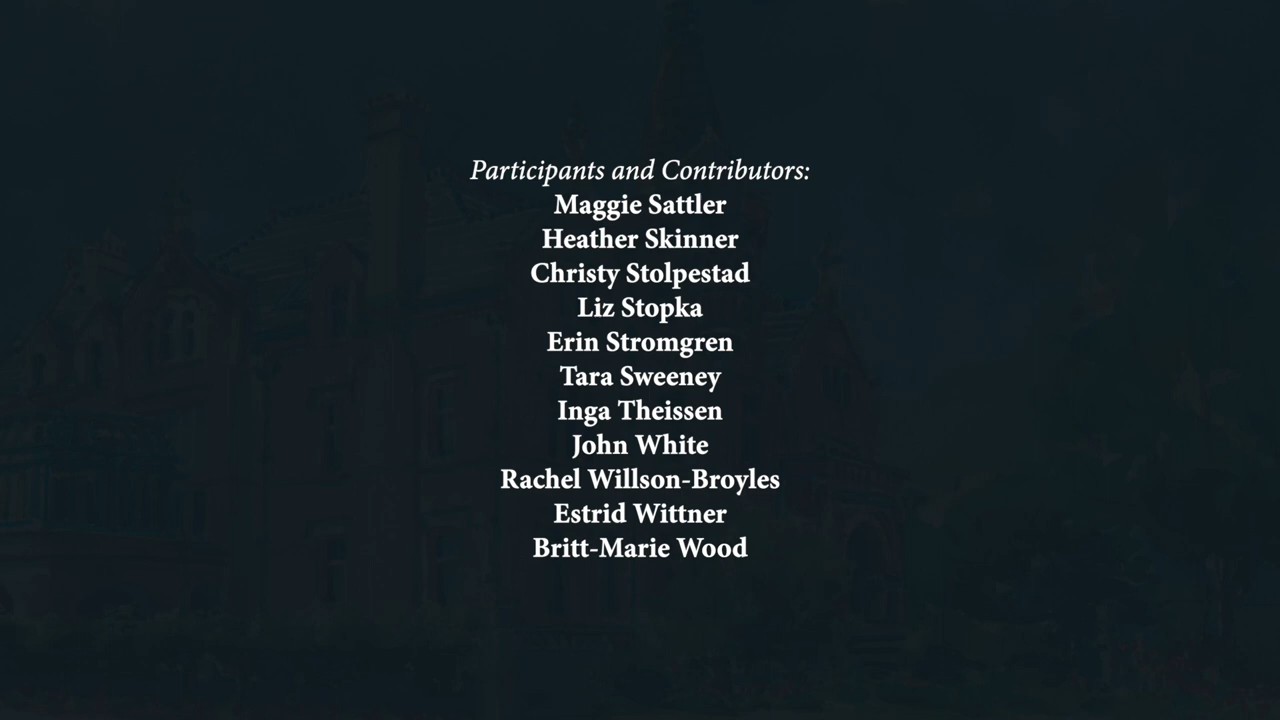 Participants and Contributors:
Maggie Sattler
Heather Skinner
Christy Stolpestad
Liz Stopka
Erin Stromgren
Tara Sweeney
Inga Theissen
John White
Rachel Willson-Broyles
Estrid Wittner
Britt-Marie Wood